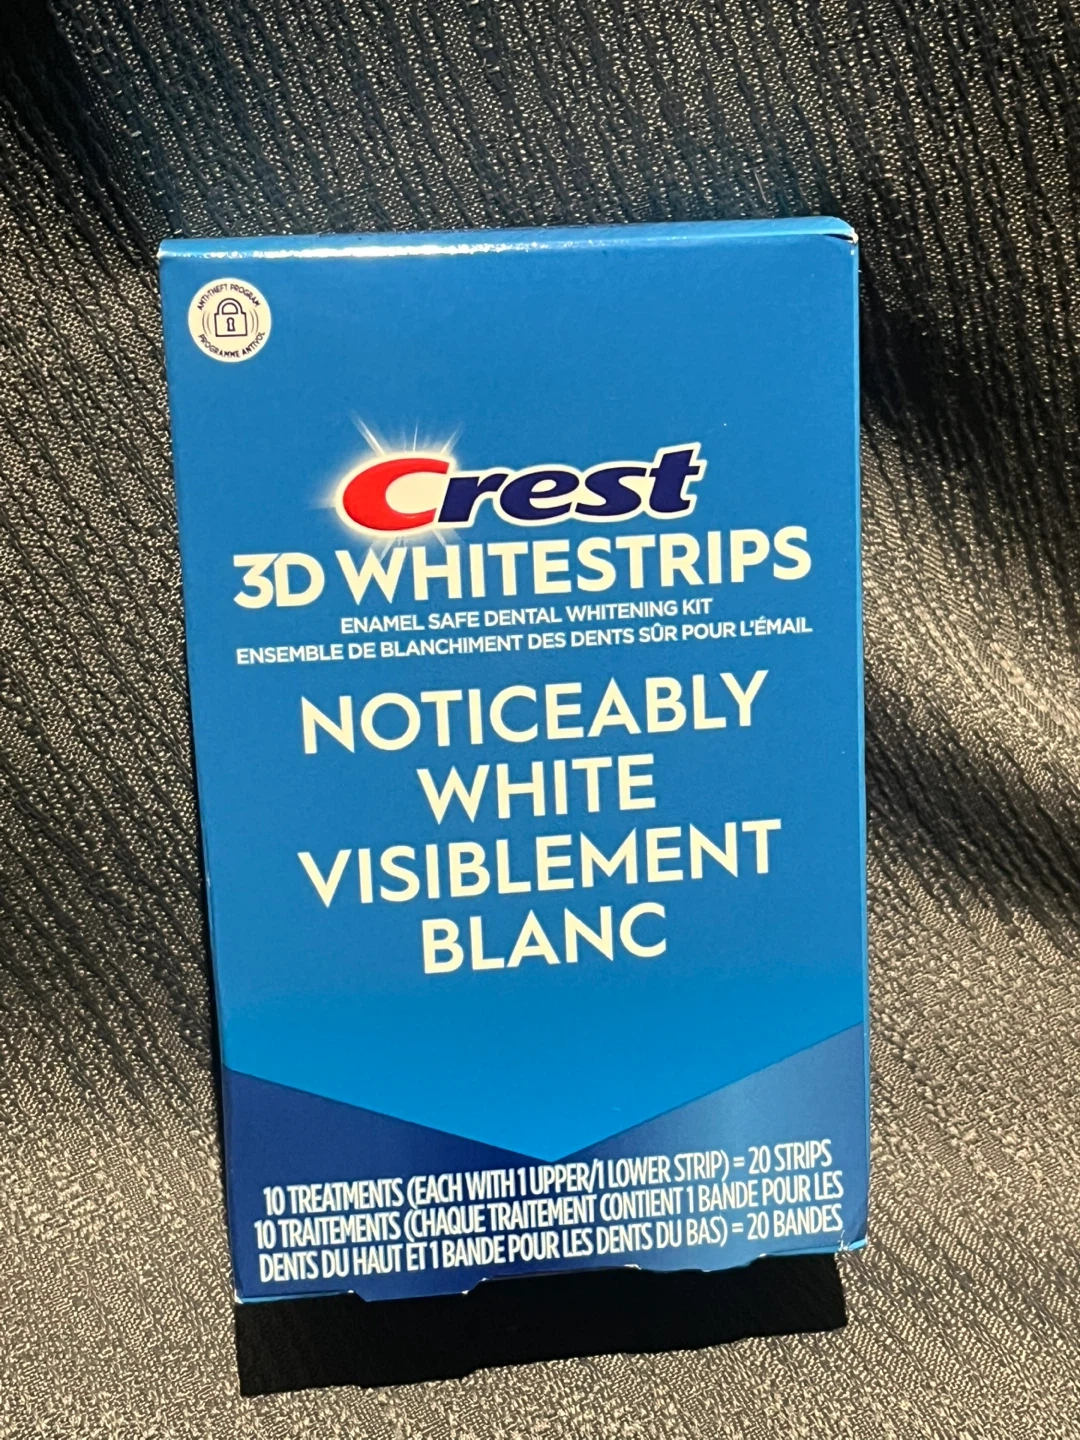 ANTI-THEFT PROGRAM
PROGRAMME ANTIVOL
Crest
3D WHITESTRIPS
ENAMEL SAFE DENTAL WHITENING KIT
ENSEMBLE DE BLANCHIMENT DES DENTS SÛR POUR L'ÉMAIL
NOTICEABLY
WHITE
VISIBLEMENT
BLANC
10 TREATMENTS (EACH WITH 1 UPPER/1 LOWER STRIP) = 20 STRIPS
10 TRAITEMENTS (CHAQUE TRAITEMENT CONTIENT 1 BANDE POUR LES
DENTS DU HAUT ET 1 BANDE POUR LES DENTS DU BAS) = 20 BANDES